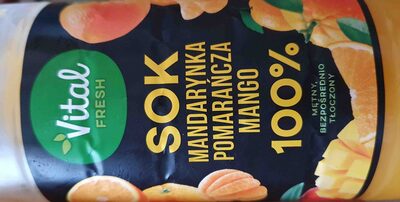 Vital
FRESH
SOK
MANDARYNKA
POMARAŃCZA
MANGO
100%
MĘTNY,
BEZPOŚREDNIO
TŁOCZONY